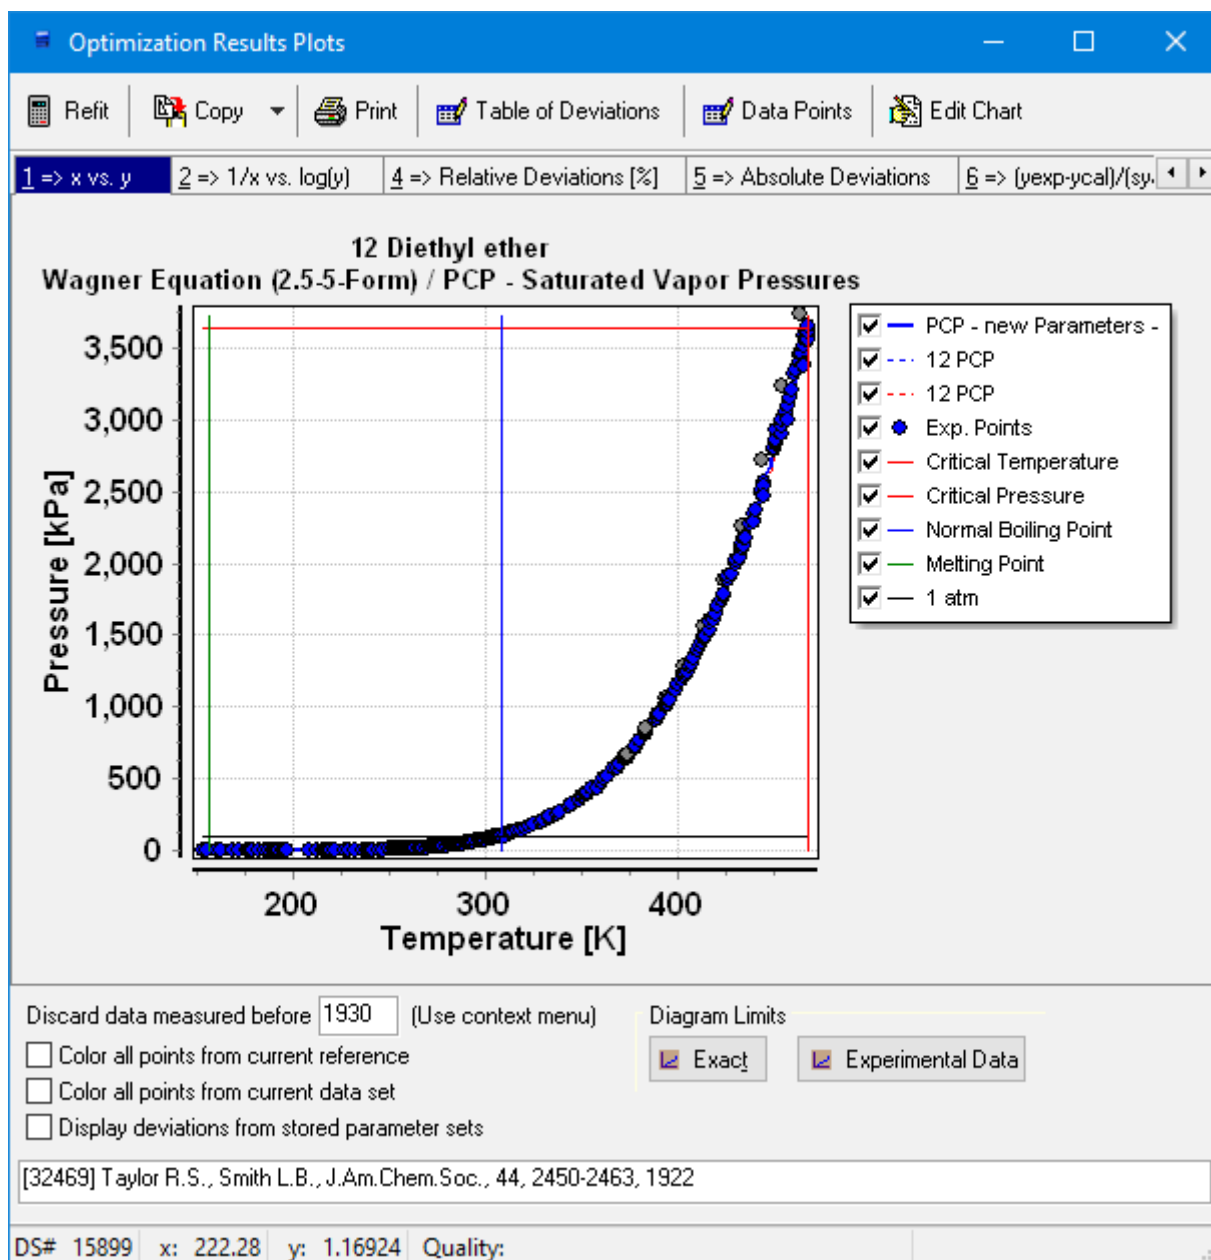 Optimization Results Plots
Refit Copy Print Table of Deviations Data Points Edit Chart
1 => x vs. y 2 => 1/x vs. log(y) 4 => Relative Deviations [%] 5 => Absolute Deviations 6 => (yexp-ycal)/(sy.
12 Diethyl ether
Wagner Equation (2.5-5-Form) / PCP - Saturated Vapor Pressures
3,500
3,000
2,500
2,000
1,500
1,000
500
0
Pressure [kPa]
200 300 400
Temperature [K]
PCP - new Parameters -
12 PCP
12 PCP
Exp. Points
Critical Temperature
Critical Pressure
Normal Boiling Point
Melting Point
1 atm
Discard data measured before 1930 (Use context menu)
Color all points from current reference
Color all points from current data set
Display deviations from stored parameter sets
Diagram Limits
Exact Experimental Data
[32469] Taylor R.S., Smith L.B., J.Am.Chem.Soc., 44, 2450-2463, 1922
DS# 15899 x: 222.28 y: 1.16924 Quality: